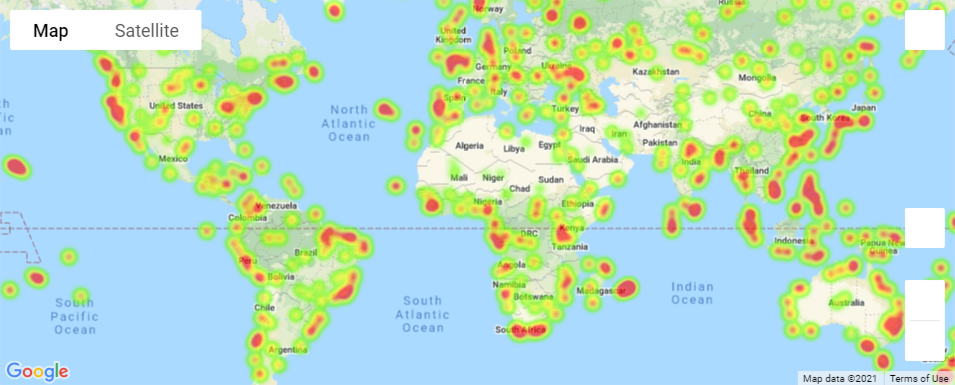 Map Satellite
Norway
Russia
United
Kingdom
Poland
Germany
Ukraine
France
Kazakhstan
Mongolia
Italy
Spain
United States
North
Atlantic
Ocean
Turkey
China
South Korea
Japan
Iraq
Iran
Afghanistan
Pakistan
Algeria
Libya
Egypt
Saudi Arabia
India
Mexico
Mali
Niger
Chad
Sudan
Thailand
Nigeria
Ethiopia
Venezuela
Colombia
DRC
Kenya
Tanzania
Indonesia
Papua New
Guinea
Brazil
Peru
Bolivia
Angola
Namibia
Botswana
Madagascar
Indian
Ocean
Australia
Chile
South
Pacific
Ocean
South
Atlantic
Ocean
South Africa
Argentina
Google
Map data ©2021
Terms of Use